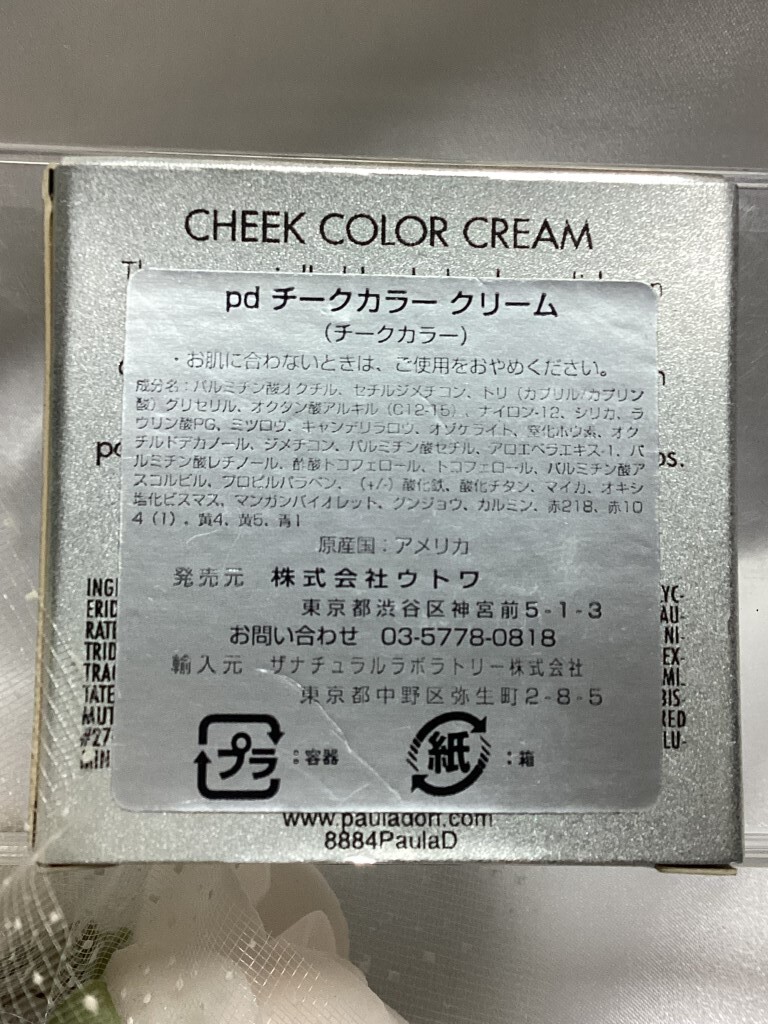 CHEEK COLOR CREAM
pd チークカラー クリーム
(チークカラー)
・お肌に合わないときは、ご使用をおやめください。
成分名：パルミチン酸オクチル、セチルジメチコン、トリ（カプリル/カプリン
酸）グリセリル、オクタン酸アルキル（C12-15）、ナイロン-12、シリカ、ラ
ウリン酸PG、ミツロウ、キャンデリラロウ、オゾケライト、窒化ホウ素、オク
チルドデカノール、ジメチコン、パルミチン酸セチル、アロエベラエキス-1、パ
ルミチン酸レチノール、酢酸トコフェロール、トコフェロール、パルミチン酸ア
スコルビル、プロピルパラベン、（+/-）酸化鉄、酸化チタン、マイカ、オキシ
塩化ビスマス、マンガンバイオレット、グンジョウ、カルミン、赤218、赤10
4（1）、黄4、黄5、青1
原産国：アメリカ
発売元 株式会社ウトワ
東京都渋谷区神宮前5-1-3
お問い合わせ 03-5778-0818
輸入元 ザナチュラルラボラトリー株式会社
東京都中野区弥生町2-8-5
プラ：容器 紙：箱
www.pauladorf.com
8884PaulaD